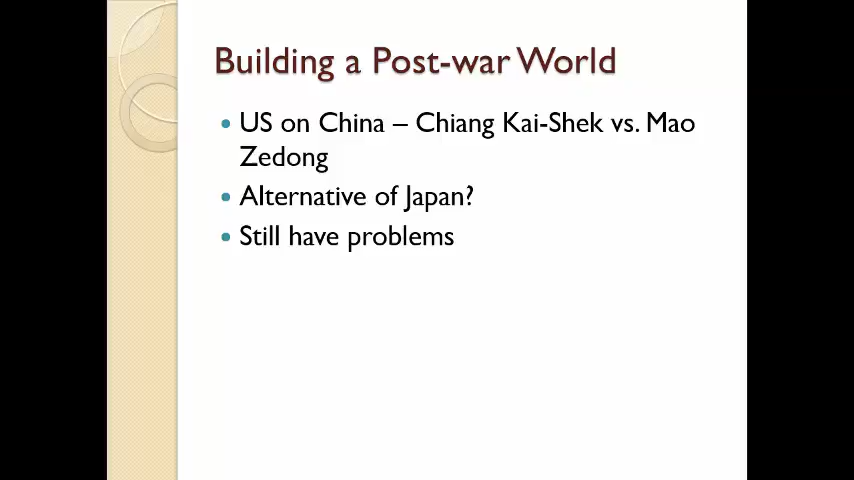 Building a Post-war World
• US on China – Chiang Kai-Shek vs. Mao
Zedong
• Alternative of Japan?
• Still have problems